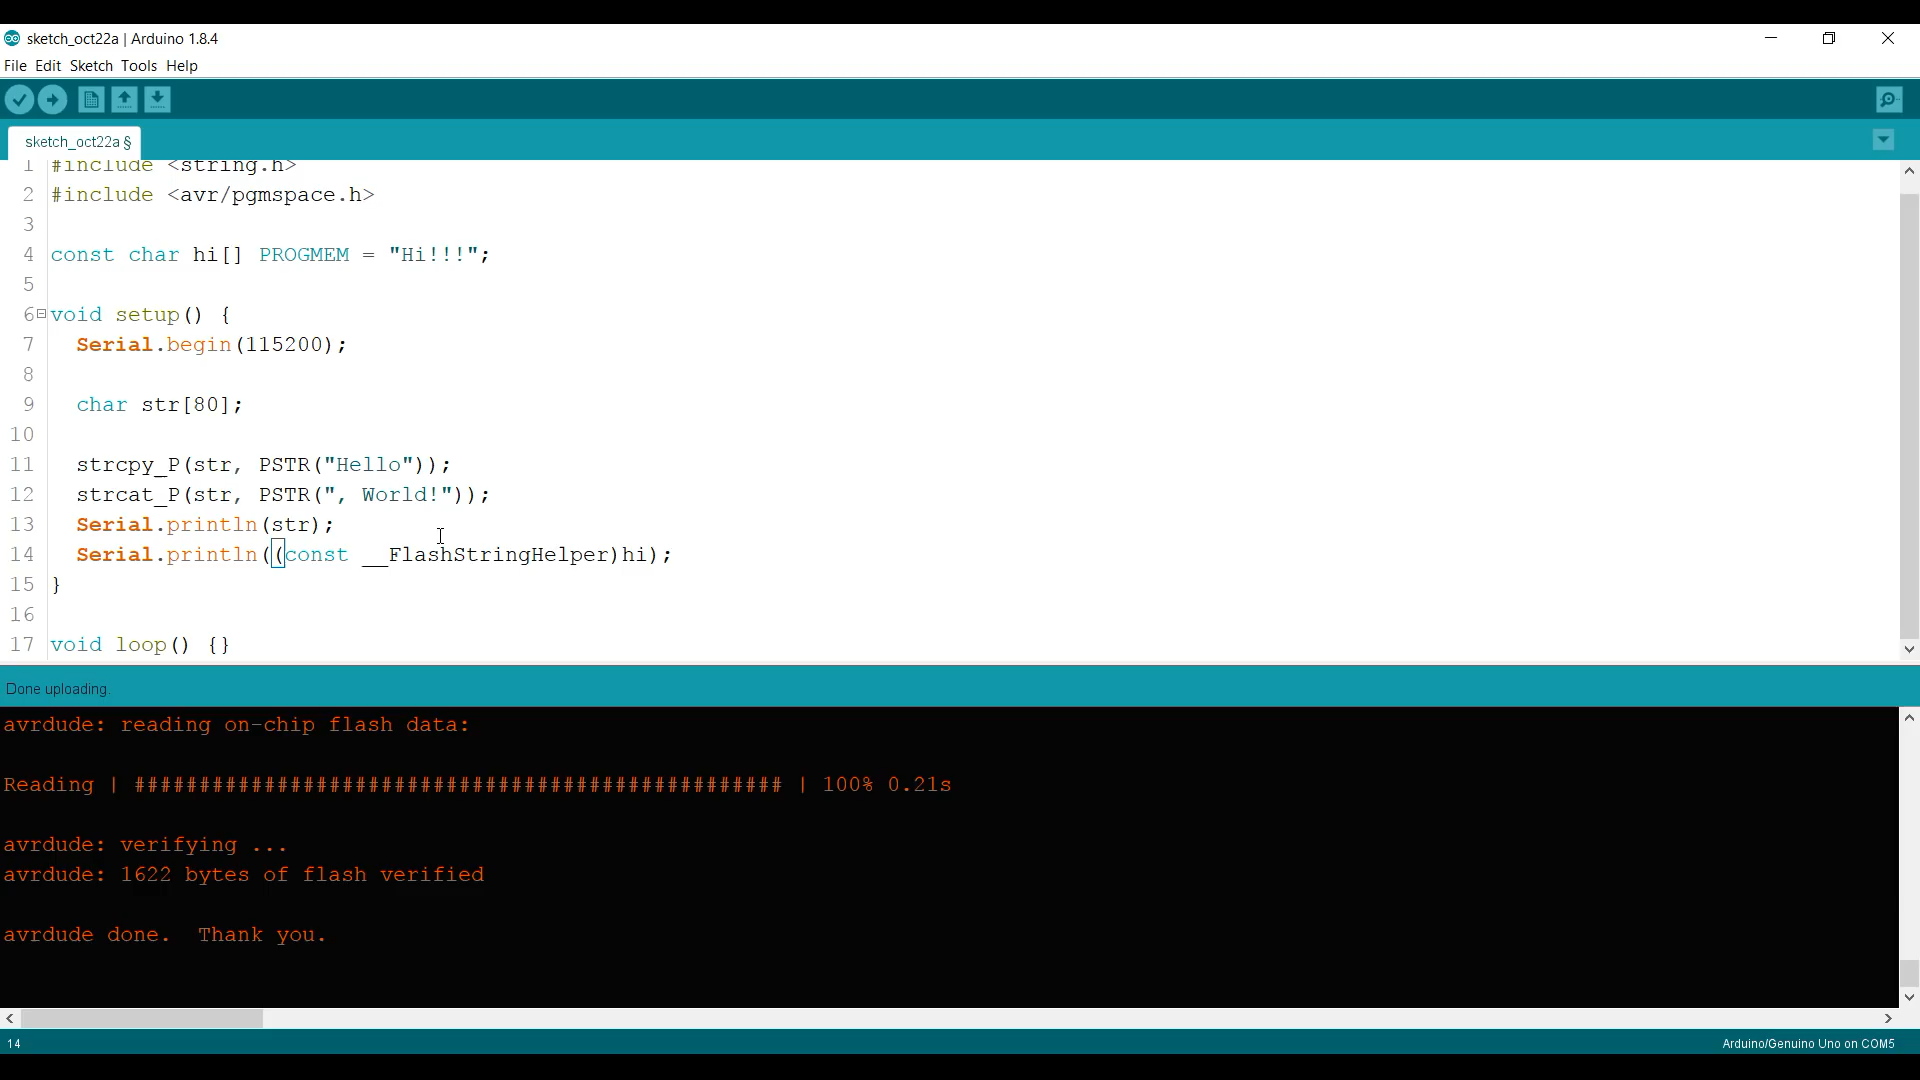 sketch_oct22a | Arduino 1.8.4
File Edit Sketch Tools Help
sketch_oct22a §
1 #include <string.h>
2 #include <avr/pgmspace.h>
3
4 const char hi[] PROGMEM = "Hi!!!";
5
6 void setup() {
7 Serial.begin(115200);
8
9 char str[80];
10
11 strcpy_P(str, PSTR("Hello"));
12 strcat_P(str, PSTR(", World!"));
13 Serial.println(str);
14 Serial.println((const __FlashStringHelper)hi);
15 }
16
17 void loop() {}
Done uploading.
avrdude: reading on-chip flash data:
Reading | ################################################## | 100% 0.21s
avrdude: verifying ...
avrdude: 1622 bytes of flash verified
avrdude done.  Thank you.
14
Arduino/Genuino Uno on COM5